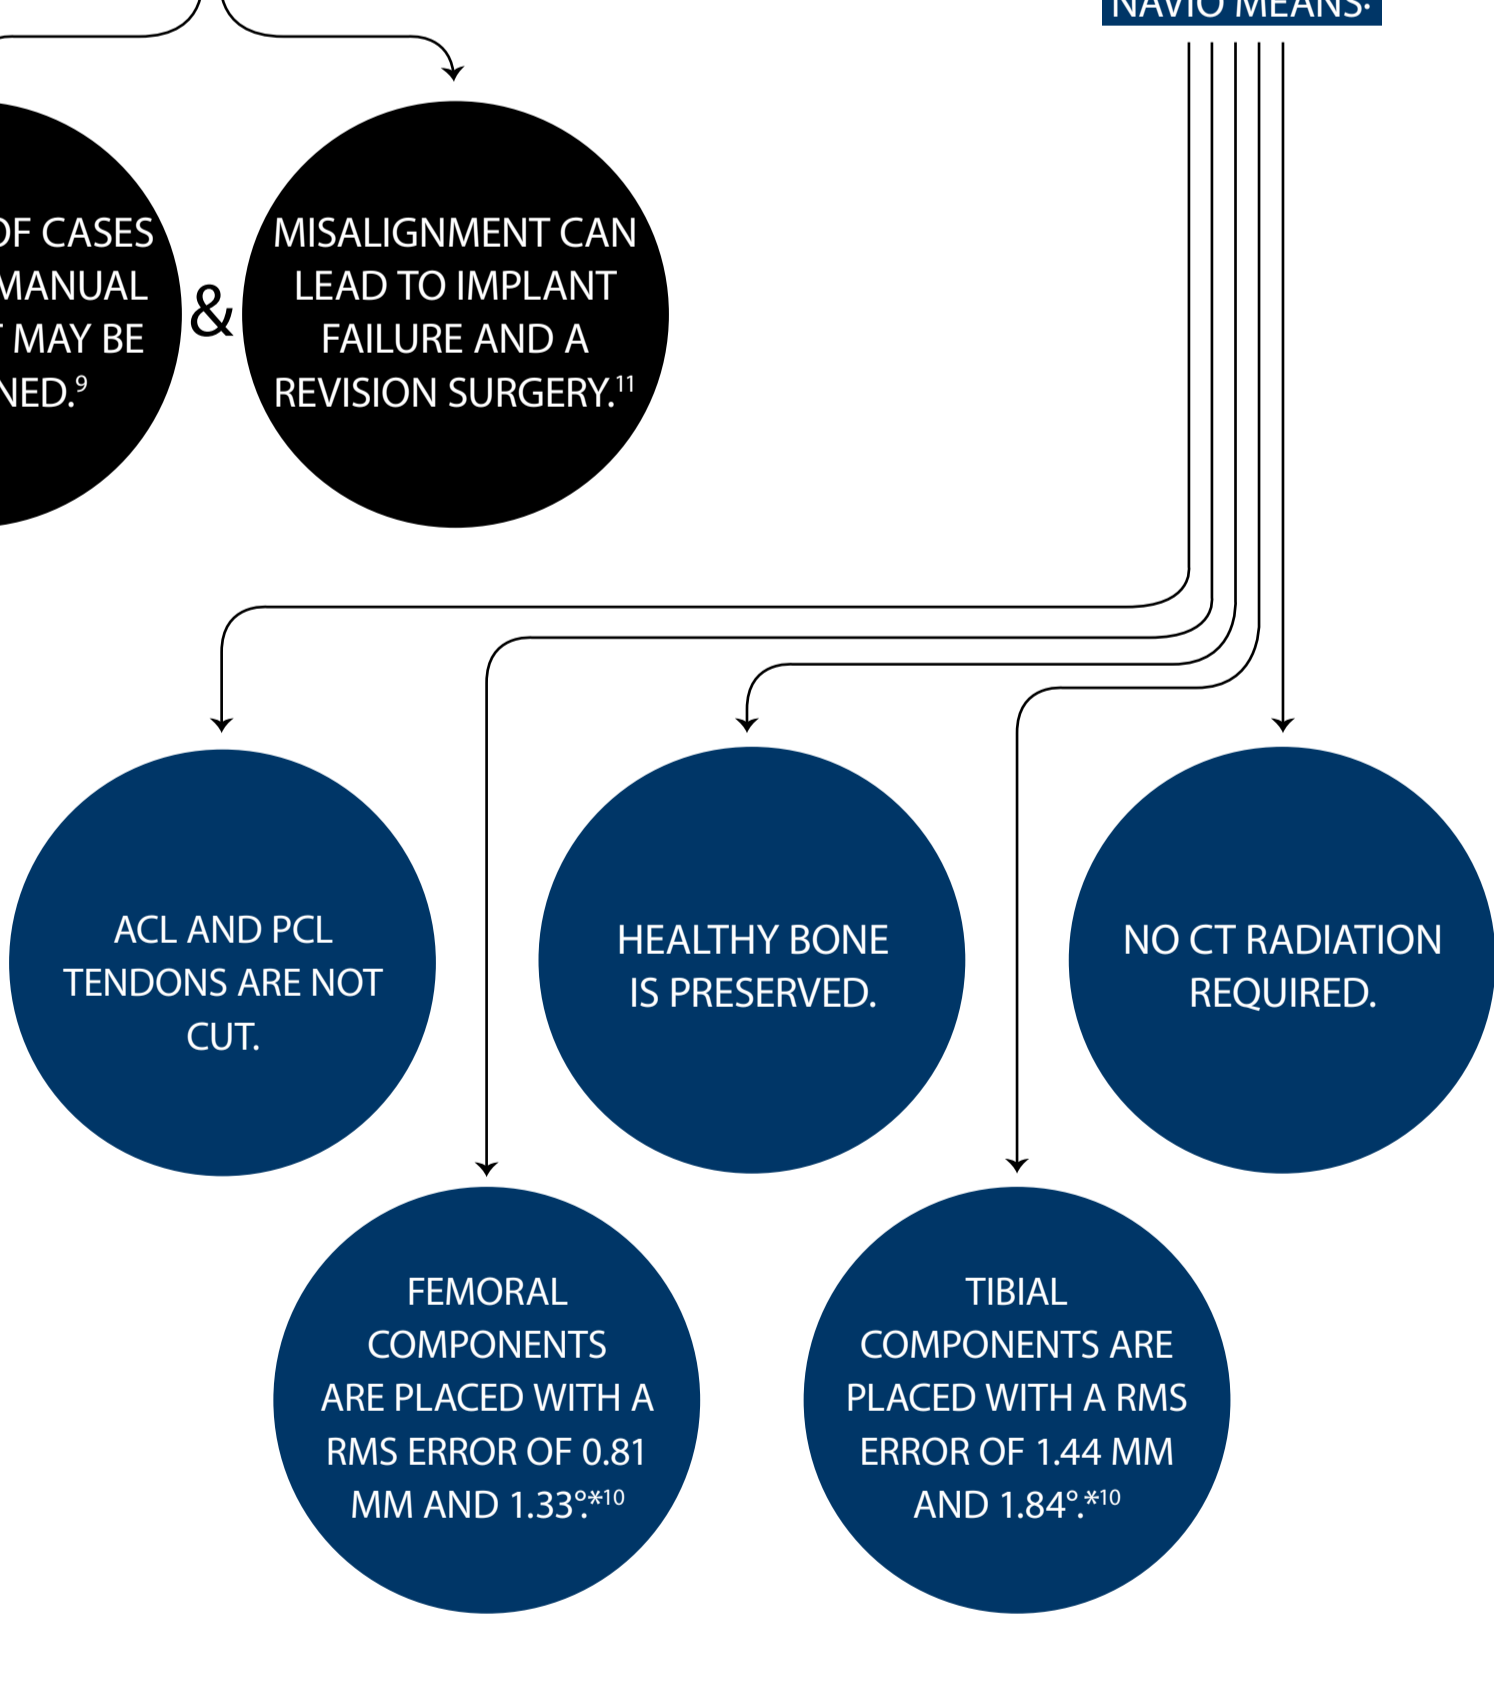 NAVIO MEANS:
OF CASES
MANUAL
MAY BE
NED.⁹
&
MISALIGNMENT CAN
LEAD TO IMPLANT
FAILURE AND A
REVISION SURGERY.¹¹
ACL AND PCL
TENDONS ARE NOT
CUT.
HEALTHY BONE
IS PRESERVED.
NO CT RADIATION
REQUIRED.
FEMORAL
COMPONENTS
ARE PLACED WITH A
RMS ERROR OF 0.81
MM AND 1.33°.*¹⁰
TIBIAL
COMPONENTS ARE
PLACED WITH A RMS
ERROR OF 1.44 MM
AND 1.84°.*¹⁰